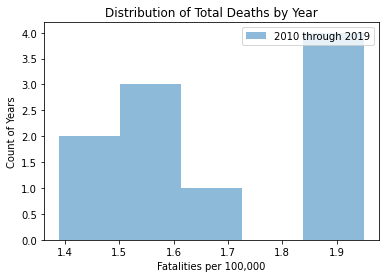 Distribution of Total Deaths by Year
2010 through 2019
Count of Years
4.0
3.5
3.0
2.5
2.0
1.5
1.0
0.5
0.0
1.4 1.5 1.6 1.7 1.8 1.9
Fatalities per 100,000